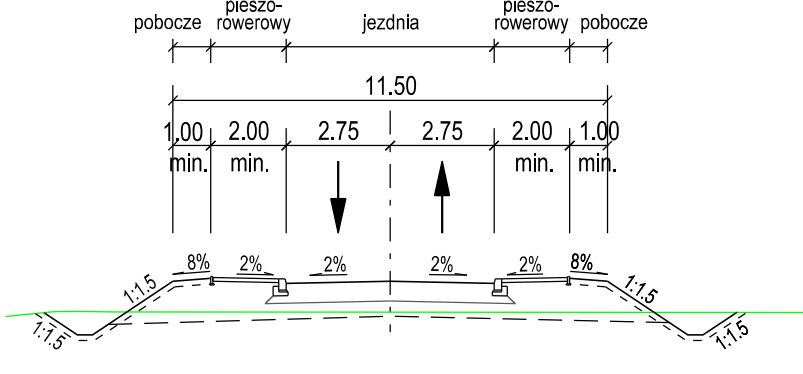 pieszo- pieszo-
pobocze rowerowy jezdnia rowerowy pobocze
11.50
1.00 2.00 2.75 2.75 2.00 1.00
min. min. min. min.
8% 2% 2% 2% 2% 8%
1:1.5 1:1.5
1:1.5 1:1.5